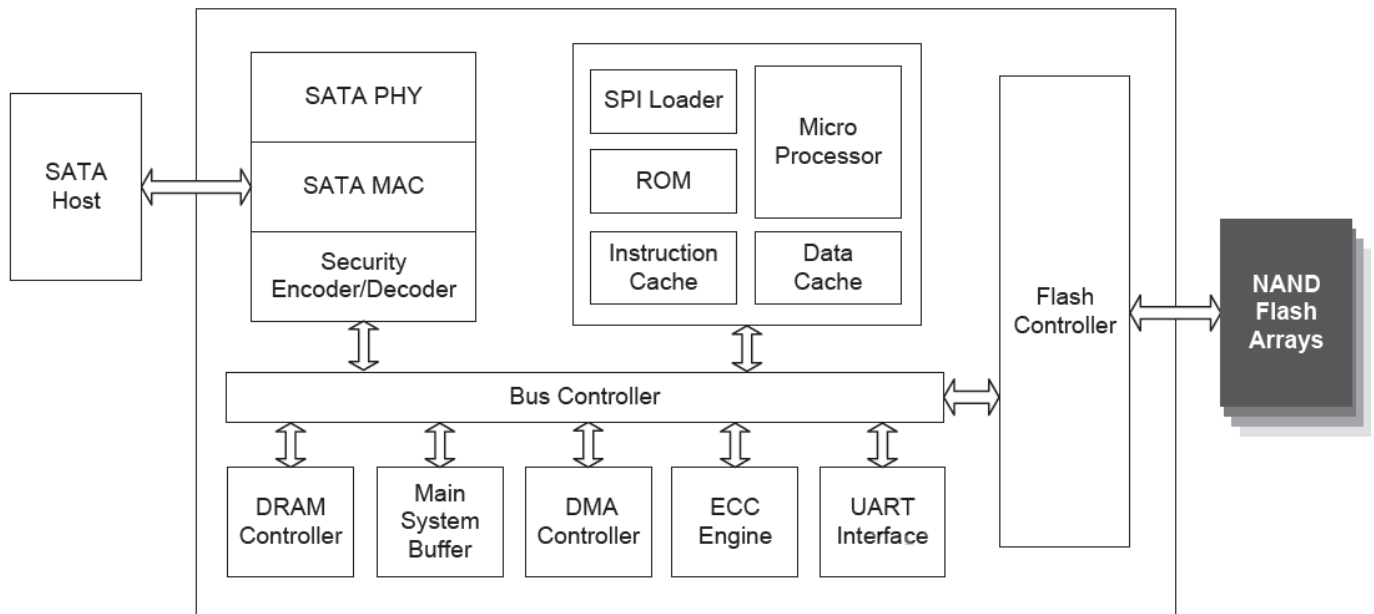 SATA
Host
SATA PHY
SATA MAC
Security
Encoder/Decoder
SPI Loader
ROM
Instruction
Cache
Micro
Processor
Data
Cache
Flash
Controller
NAND
Flash
Arrays
Bus Controller
DRAM
Controller
Main
System
Buffer
DMA
Controller
ECC
Engine
UART
Interface